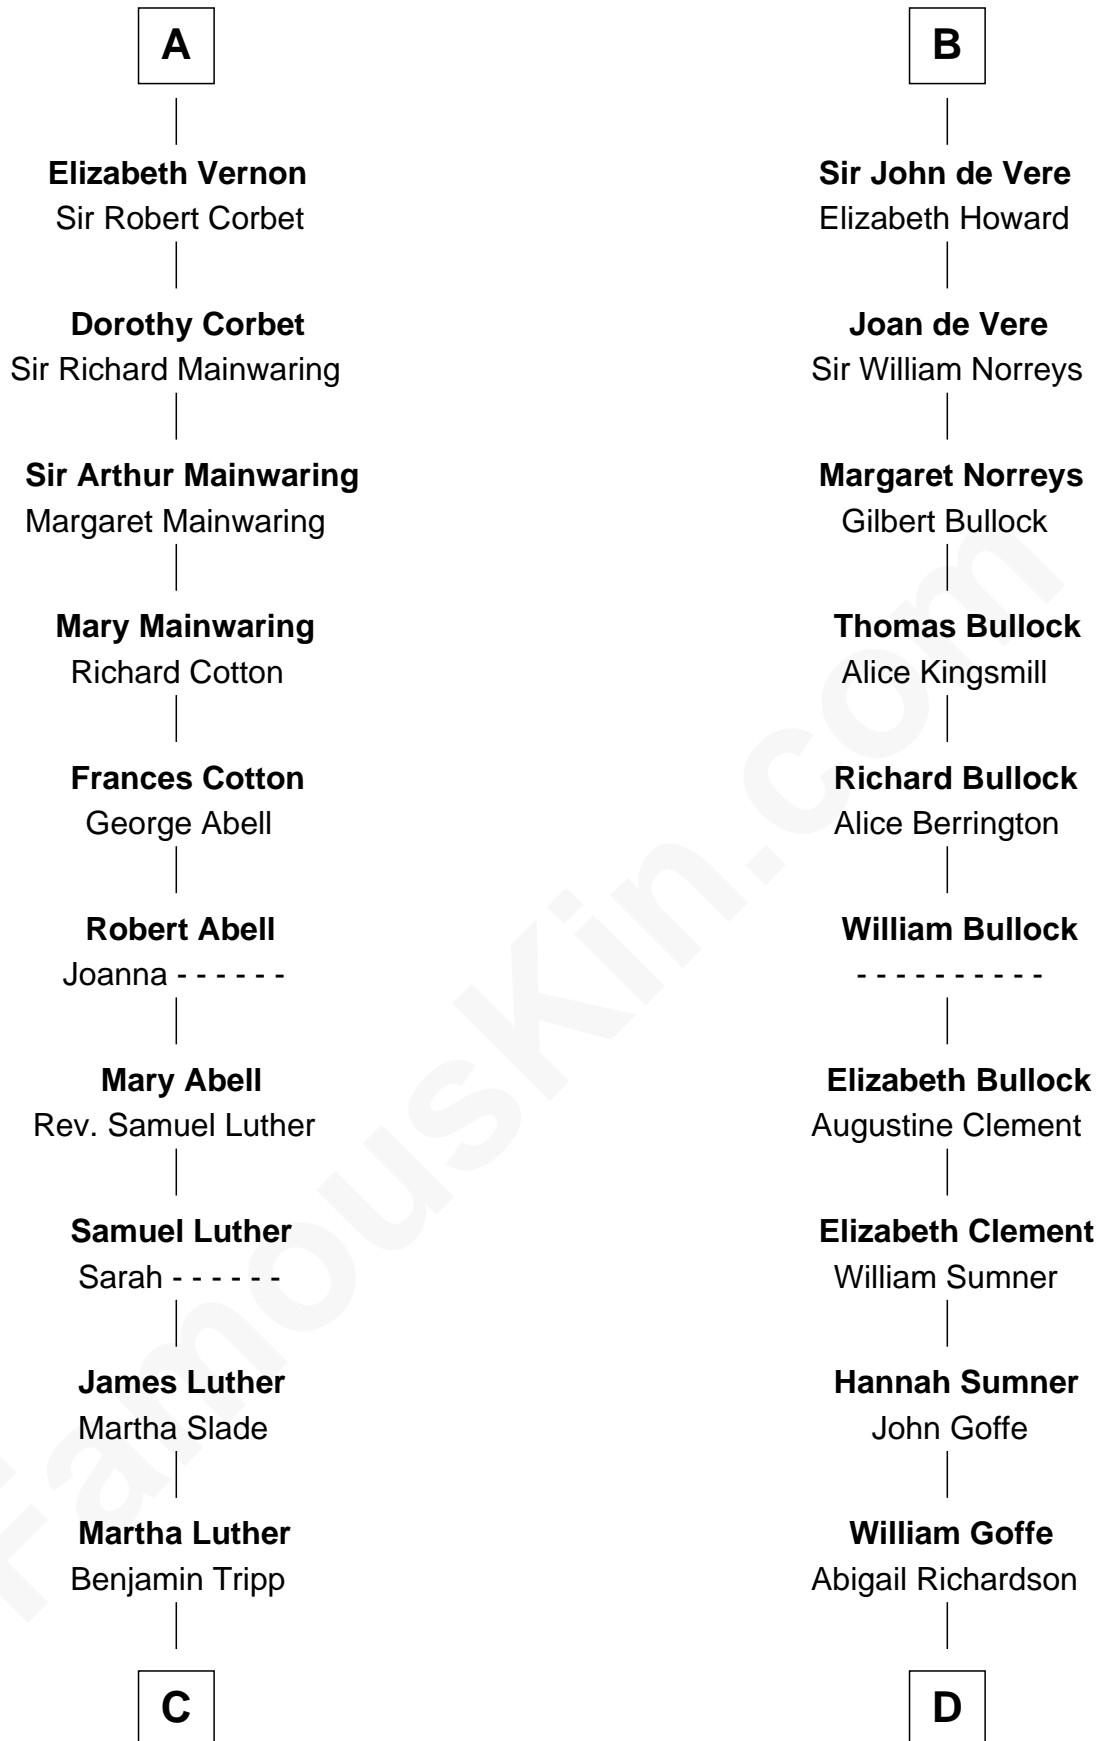 A
Elizabeth Vernon
Sir Robert Corbet
Dorothy Corbet
Sir Richard Mainwaring
Sir Arthur Mainwaring
Margaret Mainwaring
Mary Mainwaring
Richard Cotton
Frances Cotton
George Abell
Robert Abell
Joanna - - - - - -
Mary Abell
Rev. Samuel Luther
Samuel Luther
Sarah - - - - - -
James Luther
Martha Slade
Martha Luther
Benjamin Tripp
C
B
Sir John de Vere
Elizabeth Howard
Joan de Vere
Sir William Norreys
Margaret Norreys
Gilbert Bullock
Thomas Bullock
Alice Kingsmill
Richard Bullock
Alice Berrington
William Bullock
- - - - - - - - - -
Elizabeth Bullock
Augustine Clement
Elizabeth Clement
William Sumner
Hannah Sumner
John Goffe
William Goffe
Abigail Richardson
D
FamousKin.com